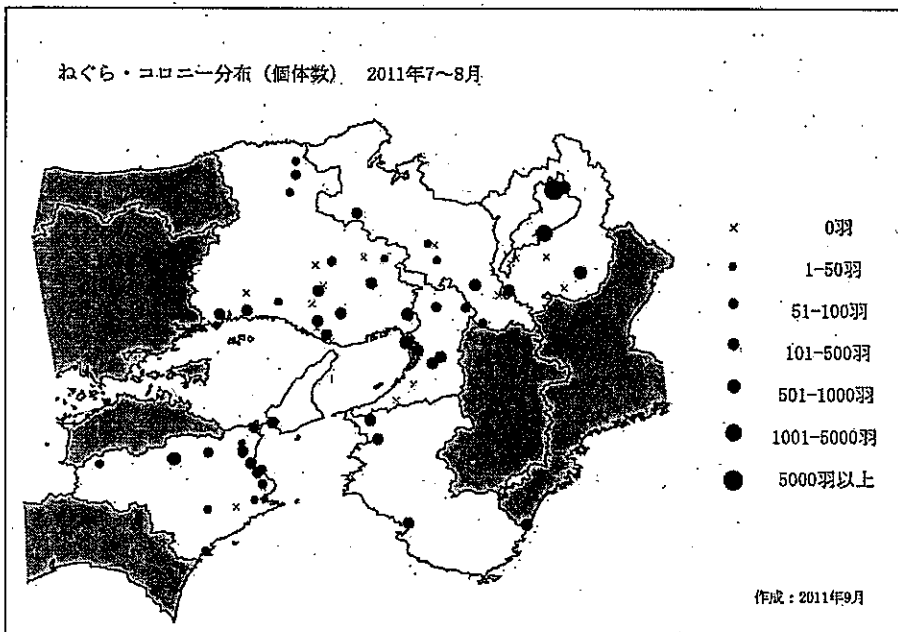 ねぐら・コロニー分布（個体数） 2011年7～8月
× 0羽
1-50羽
51-100羽
101-500羽
501-1000羽
1001-5000羽
5000羽以上
作成：2011年9月